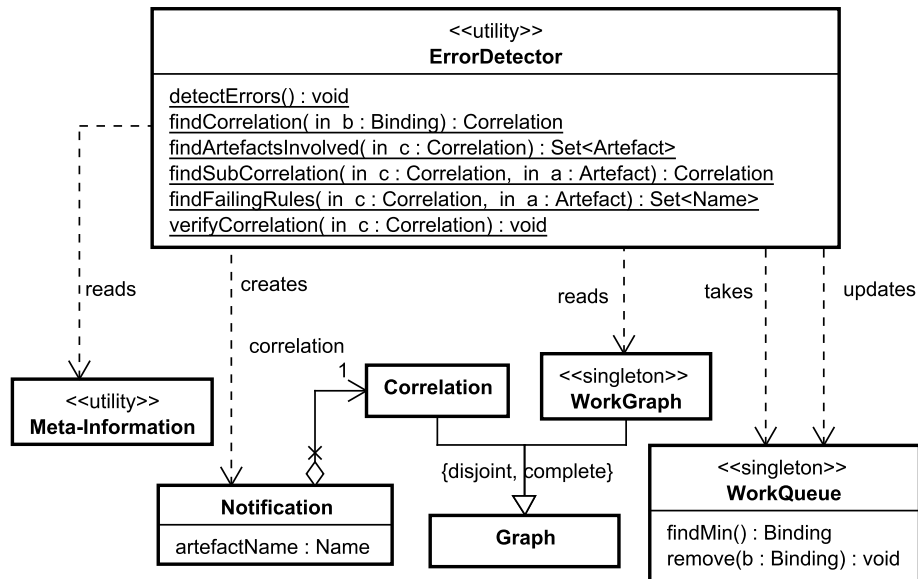 <<utility>>
ErrorDetector
detectErrors() : void
findCorrelation( in b : Binding) : Correlation
findArtefactsInvolved( in c : Correlation) : Set<Artefact>
findSubCorrelation( in c : Correlation, in a : Artefact) : Correlation
findFailingRules( in c : Correlation, in a : Artefact) : Set<Name>
verifyCorrelation( in c : Correlation) : void
reads
creates
reads
takes
updates
correlation
1
<<utility>>
Meta-Information
Correlation
<<singleton>>
WorkGraph
{disjoint, complete}
<<singleton>>
WorkQueue
findMin() : Binding
remove(b : Binding) : void
Notification
artefactName : Name
Graph